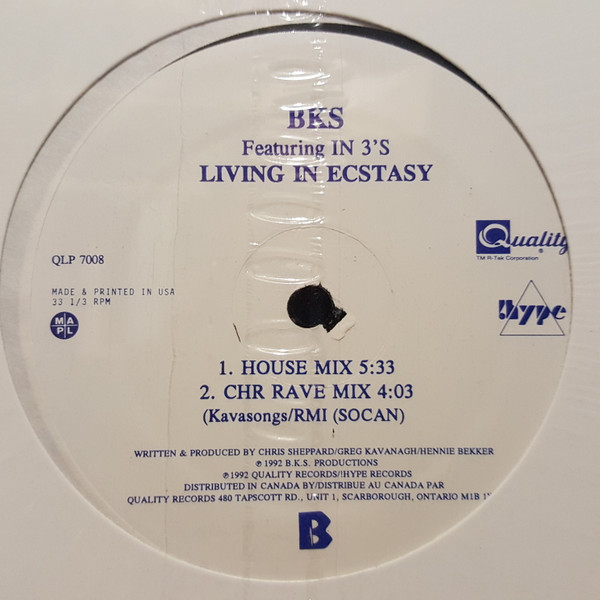 BKS
Featuring IN 3'S
LIVING IN ECSTASY
Quality
®
TM R-Tek Corporation
QLP 7008
MADE & PRINTED IN USA
33 1/3 RPM
M A
P L
!hype
1. HOUSE MIX 5:33
2. CHR RAVE MIX 4:03
(Kavasongs/RMI (SOCAN)
WRITTEN & PRODUCED BY CHRIS SHEPPARD/GREG KAVANAGH/HENNIE BEKKER
℗ 1992 B.K.S. PRODUCTIONS
℗ 1992 QUALITY RECORDS/!HYPE RECORDS
DISTRIBUTED IN CANADA BY/DISTRIBUE AU CANADA PAR
QUALITY RECORDS 480 TAPSCOTT RD., UNIT 1, SCARBOROUGH, ONTARIO M1B
B